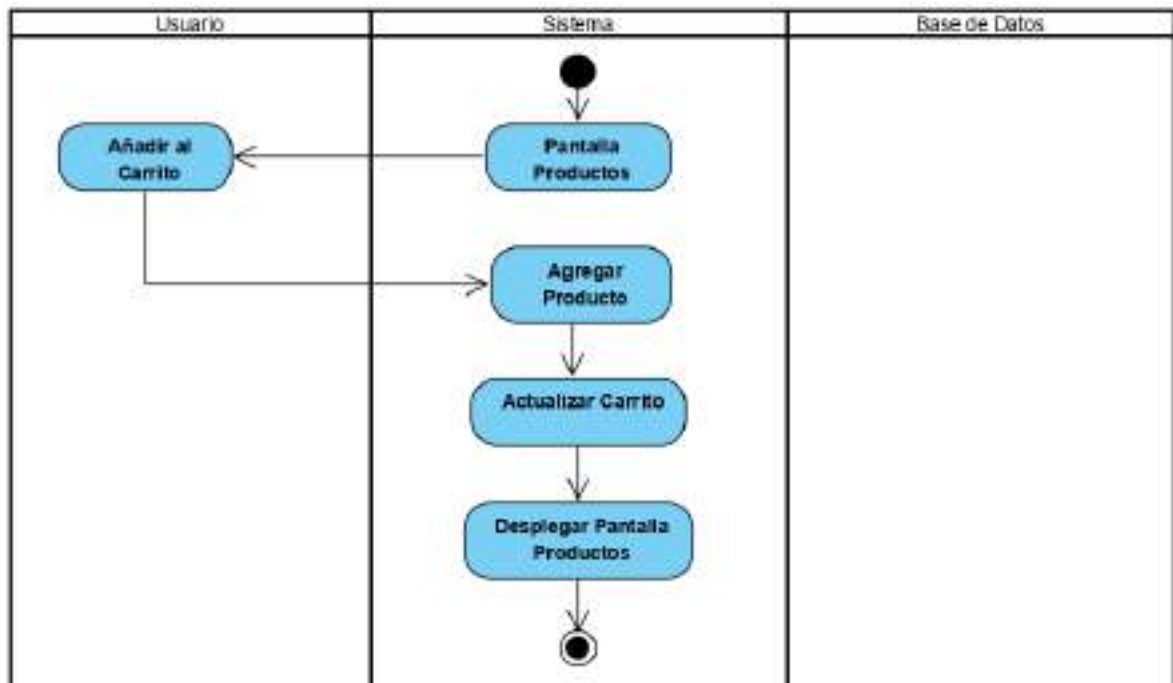 Usuario
Sistema
Base de Datos
Añadir al
Carrito
Pantalla
Productos
Agregar
Producto
Actualizar Carrito
Desplegar Pantalla
Productos